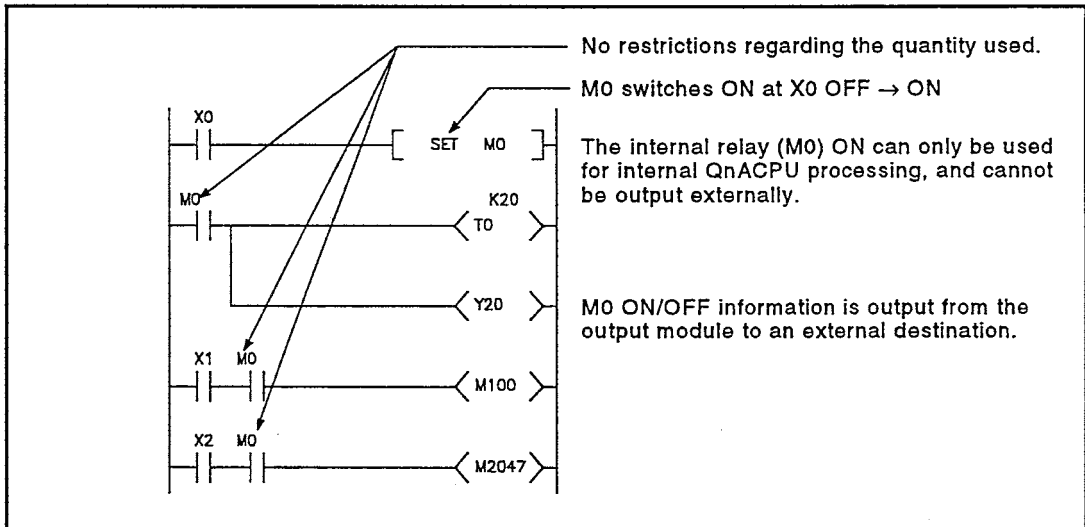 No restrictions regarding the quantity used.
M0 switches ON at X0 OFF → ON
X0
SET M0
The internal relay (M0) ON can only be used
for internal QnACPU processing, and cannot
be output externally.
M0
K20
T0
Y20
M0 ON/OFF information is output from the
output module to an external destination.
X1 M0
M100
X2 M0
M2047